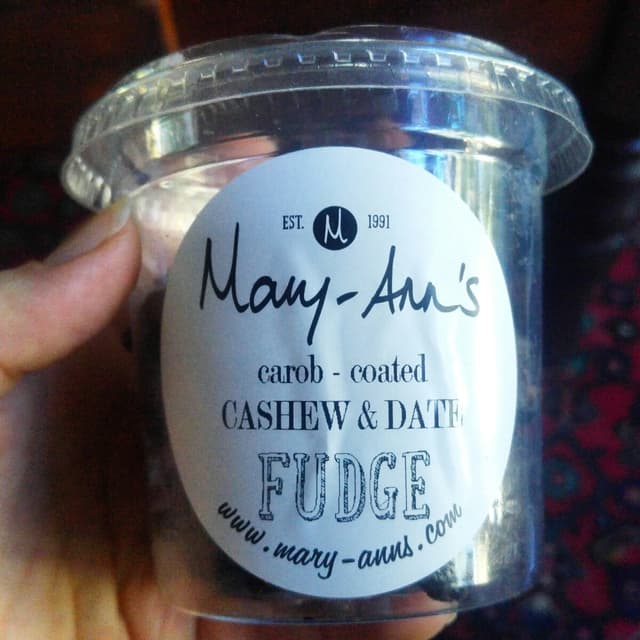 EST. M 1991
Mary-Ann's
carob - coated
CASHEW & DATE
FUDGE
www.mary-anns.com